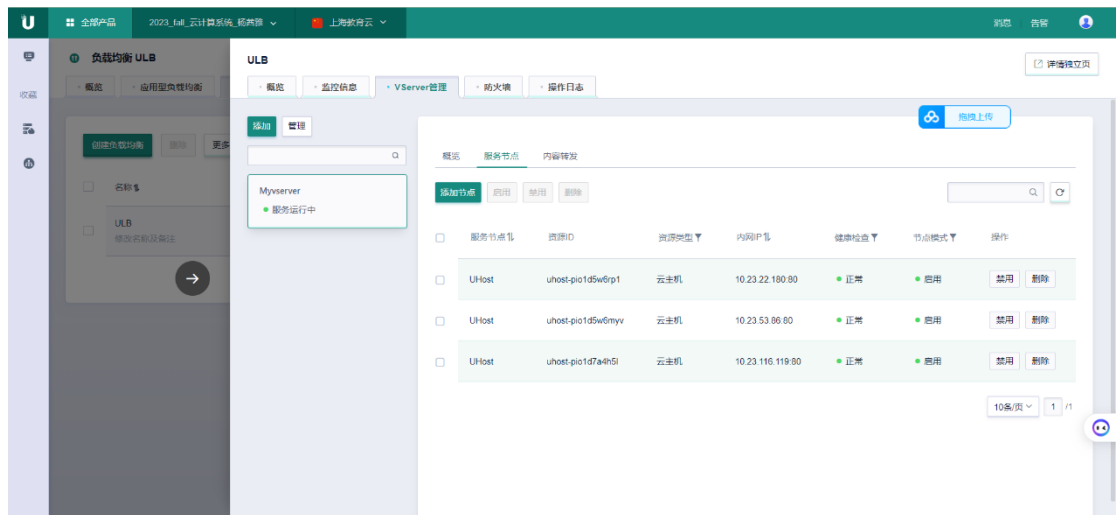 全部产品 2023_fall_云计算系统_杨茜雅 上海教育云 消息 告警
负载均衡 ULB
概览 应用型负载均衡
收藏
创建负载均衡 删除 更多
名称
ULB
修改名称及备注
ULB
详情独立页
概览 监控信息 VServer管理 防火墙 操作日志
添加 管理
拖拽上传
Myvserver
服务运行中
概览 服务节点 内容转发
添加节点 启用 禁用 删除
服务节点 资源ID 资源类型 内网IP 健康检查 节点模式 操作
UHost uhost-pio1d5w6rp1 云主机 10.23.22.180:80 正常 启用 禁用 删除
UHost uhost-pio1d5w6myv 云主机 10.23.53.86:80 正常 启用 禁用 删除
UHost uhost-pio1d7a4h5l 云主机 10.23.116.119:80 正常 启用 禁用 删除
10条/页 1 /1